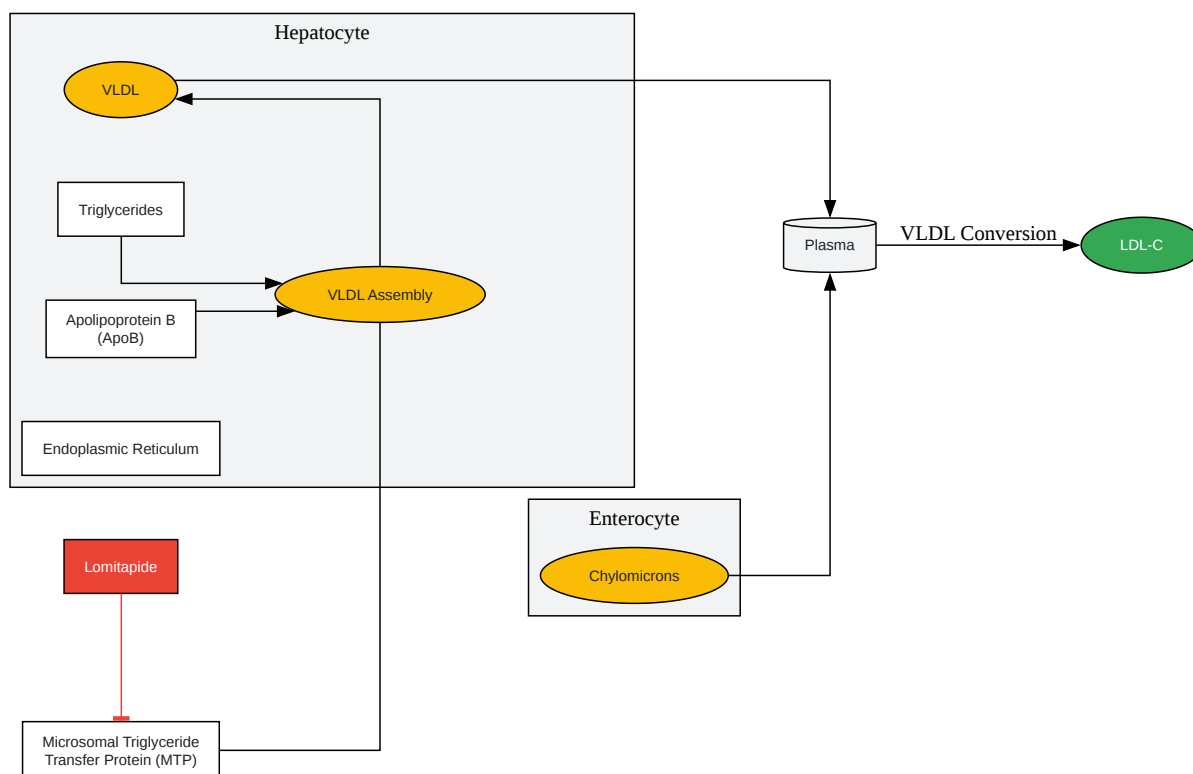 Hepatocyte
VLDL
Triglycerides
VLDL Assembly
Apolipoprotein B
(ApoB)
Endoplasmic Reticulum
Plasma
VLDL Conversion
LDL-C
Enterocyte
Chylomicrons
Lomitapide
Microsomal Triglyceride
Transfer Protein (MTP)